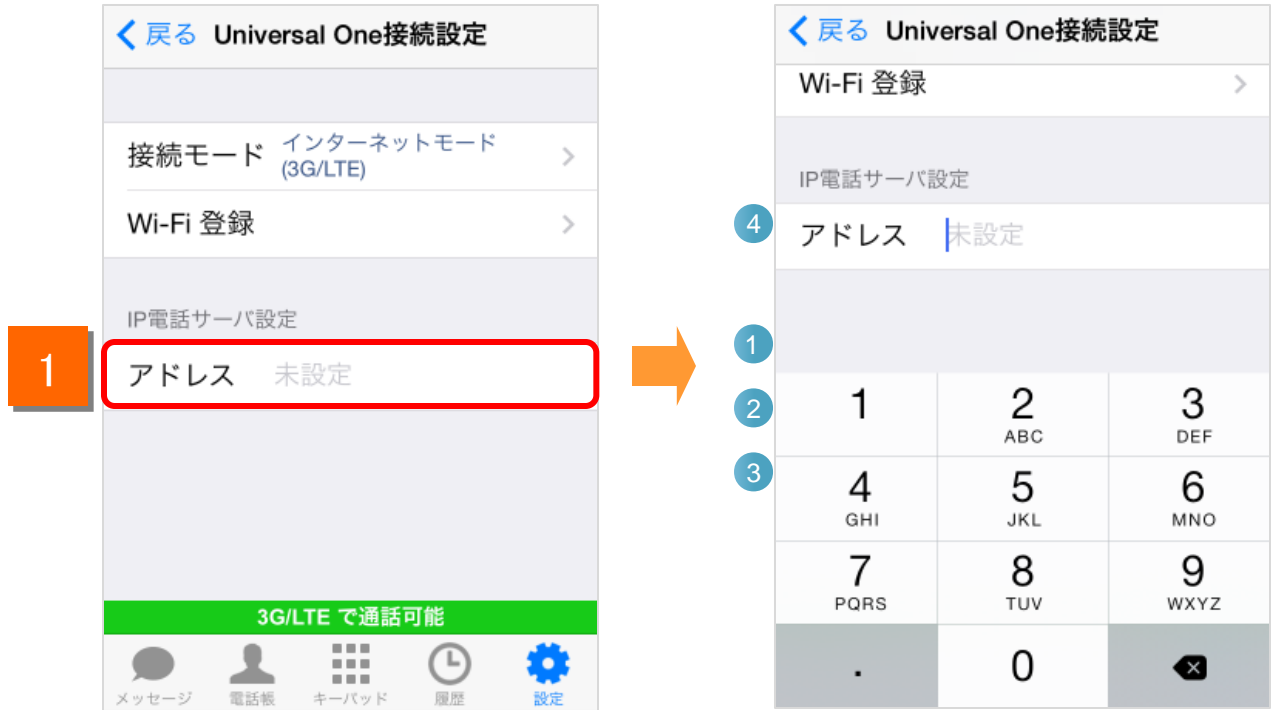 戻る Universal One接続設定
接続モード インターネットモード
(3G/LTE)
Wi-Fi 登録
IP電話サーバ設定
1
アドレス 未設定
3G/LTE で通話可能
メッセージ 電話帳 キーパッド 履歴 設定
戻る Universal One接続設定
Wi-Fi 登録
IP電話サーバ設定
4
アドレス 未設定
1
2
3
1 2 3
ABC DEF
4 5 6
GHI JKL MNO
7 8 9
PQRS TUV WXYZ
. 0